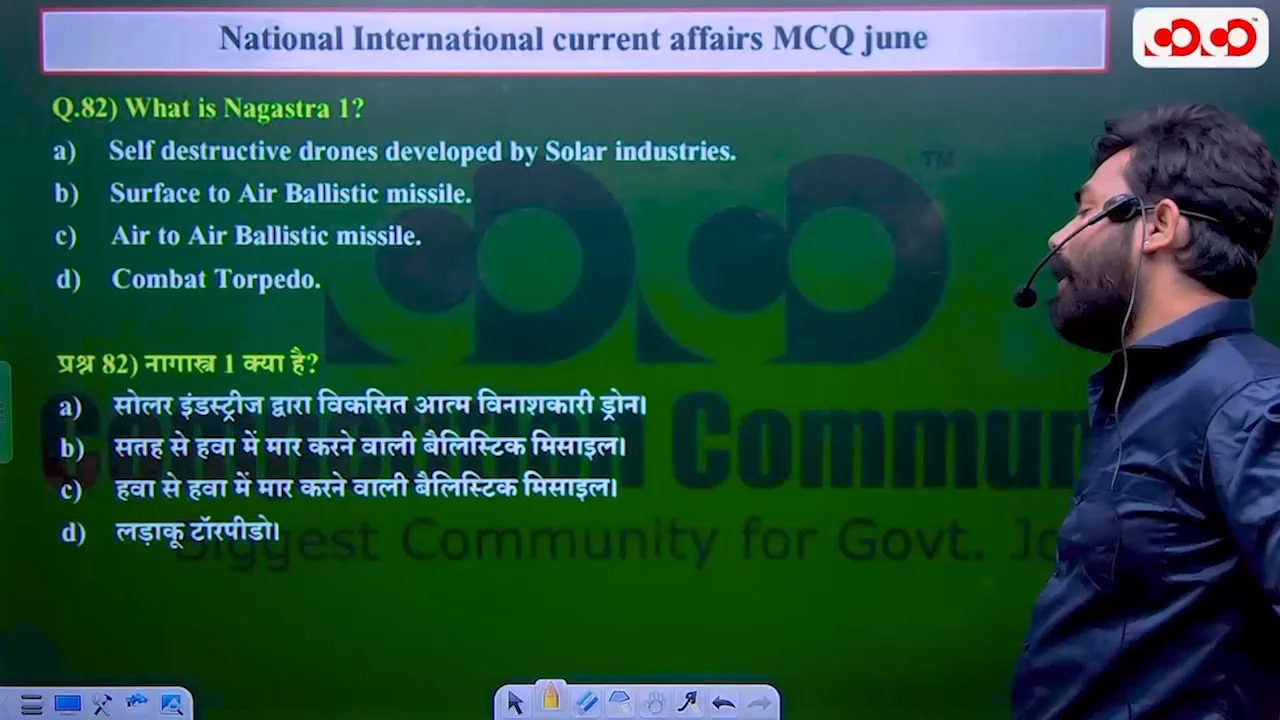 National International current affairs MCQ june
Q.82) What is Nagastra 1?
a) Self destructive drones developed by Solar industries.
b) Surface to Air Ballistic missile.
c) Air to Air Ballistic missile.
d) Combat Torpedo.
प्रश्न 82) नागास्त्र 1 क्या है?
a) सोलर इंडस्ट्रीज द्वारा विकसित आत्म विनाशकारी ड्रोन।
b) सतह से हवा में मार करने वाली बैलिस्टिक मिसाइल।
c) हवा से हवा में मार करने वाली बैलिस्टिक मिसाइल।
d) लड़ाकू टॉरपीडो।
Biggest Community for Govt.
TM